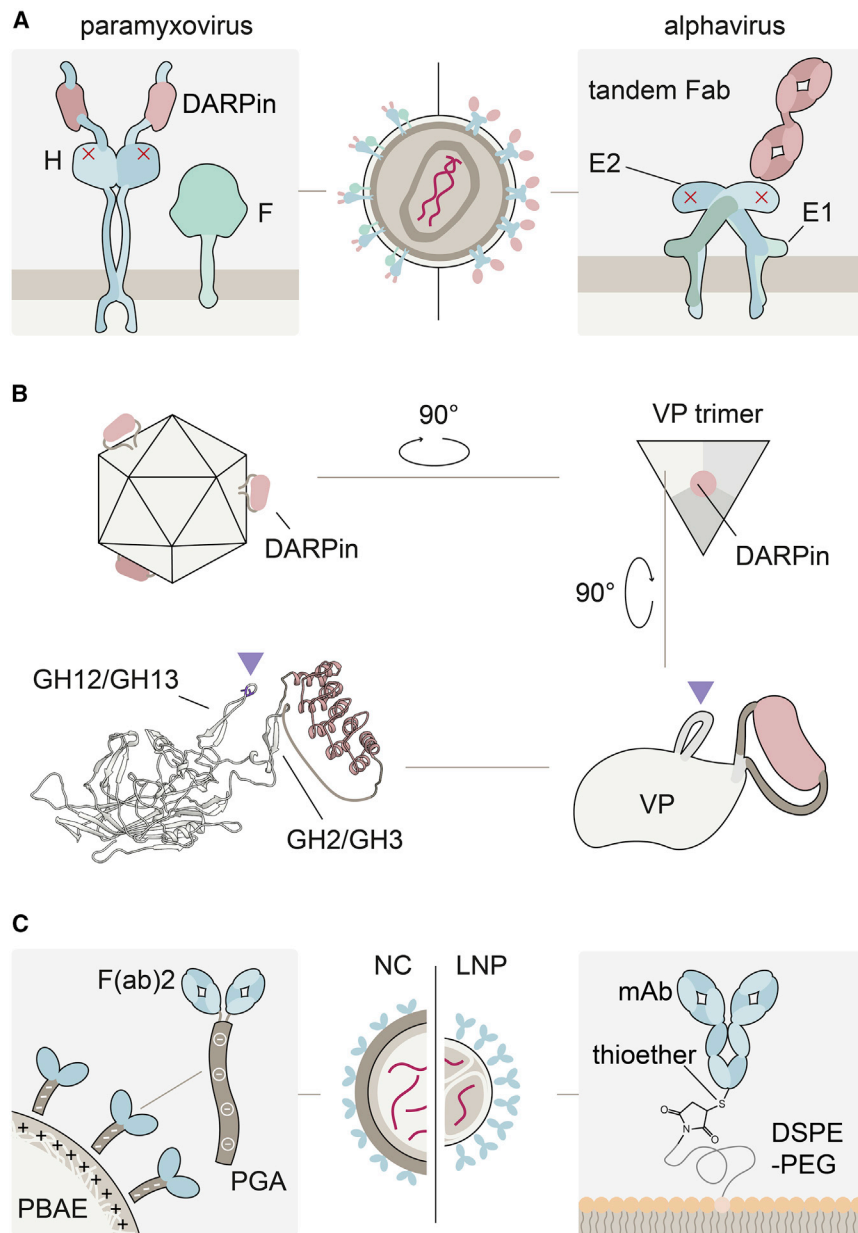 A
paramyxovirus
alphavirus
DARPin
tandem Fab
H
E2
F
E1
B
90°
VP trimer
DARPin
DARPin
90°
GH12/GH13
VP
GH2/GH3
C
F(ab)2
NC
LNP
mAb
thioether
S
O
N
O
DSPE
-PEG
PGA
PBAE